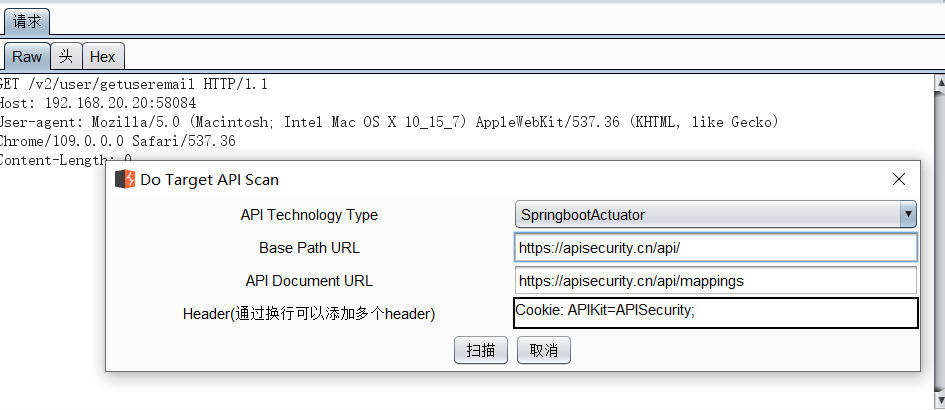 请求
Raw 头 Hex
GET /v2/user/getuseremail HTTP/1.1
Host: 192.168.20.20:58084
User-agent: Mozilla/5.0 (Macintosh; Intel Mac OS X 10_15_7) AppleWebKit/537.36 (KHTML, like Gecko)
Chrome/109.0.0.0 Safari/537.36
Content-Length: 0
Do Target API Scan
API Technology Type SpringbootActuator
Base Path URL https://apisecurity.cn/api/
API Document URL https://apisecurity.cn/api/mappings
Header(通过换行可以添加多个header) Cookie: APIKit=APISecurity;
扫描 取消